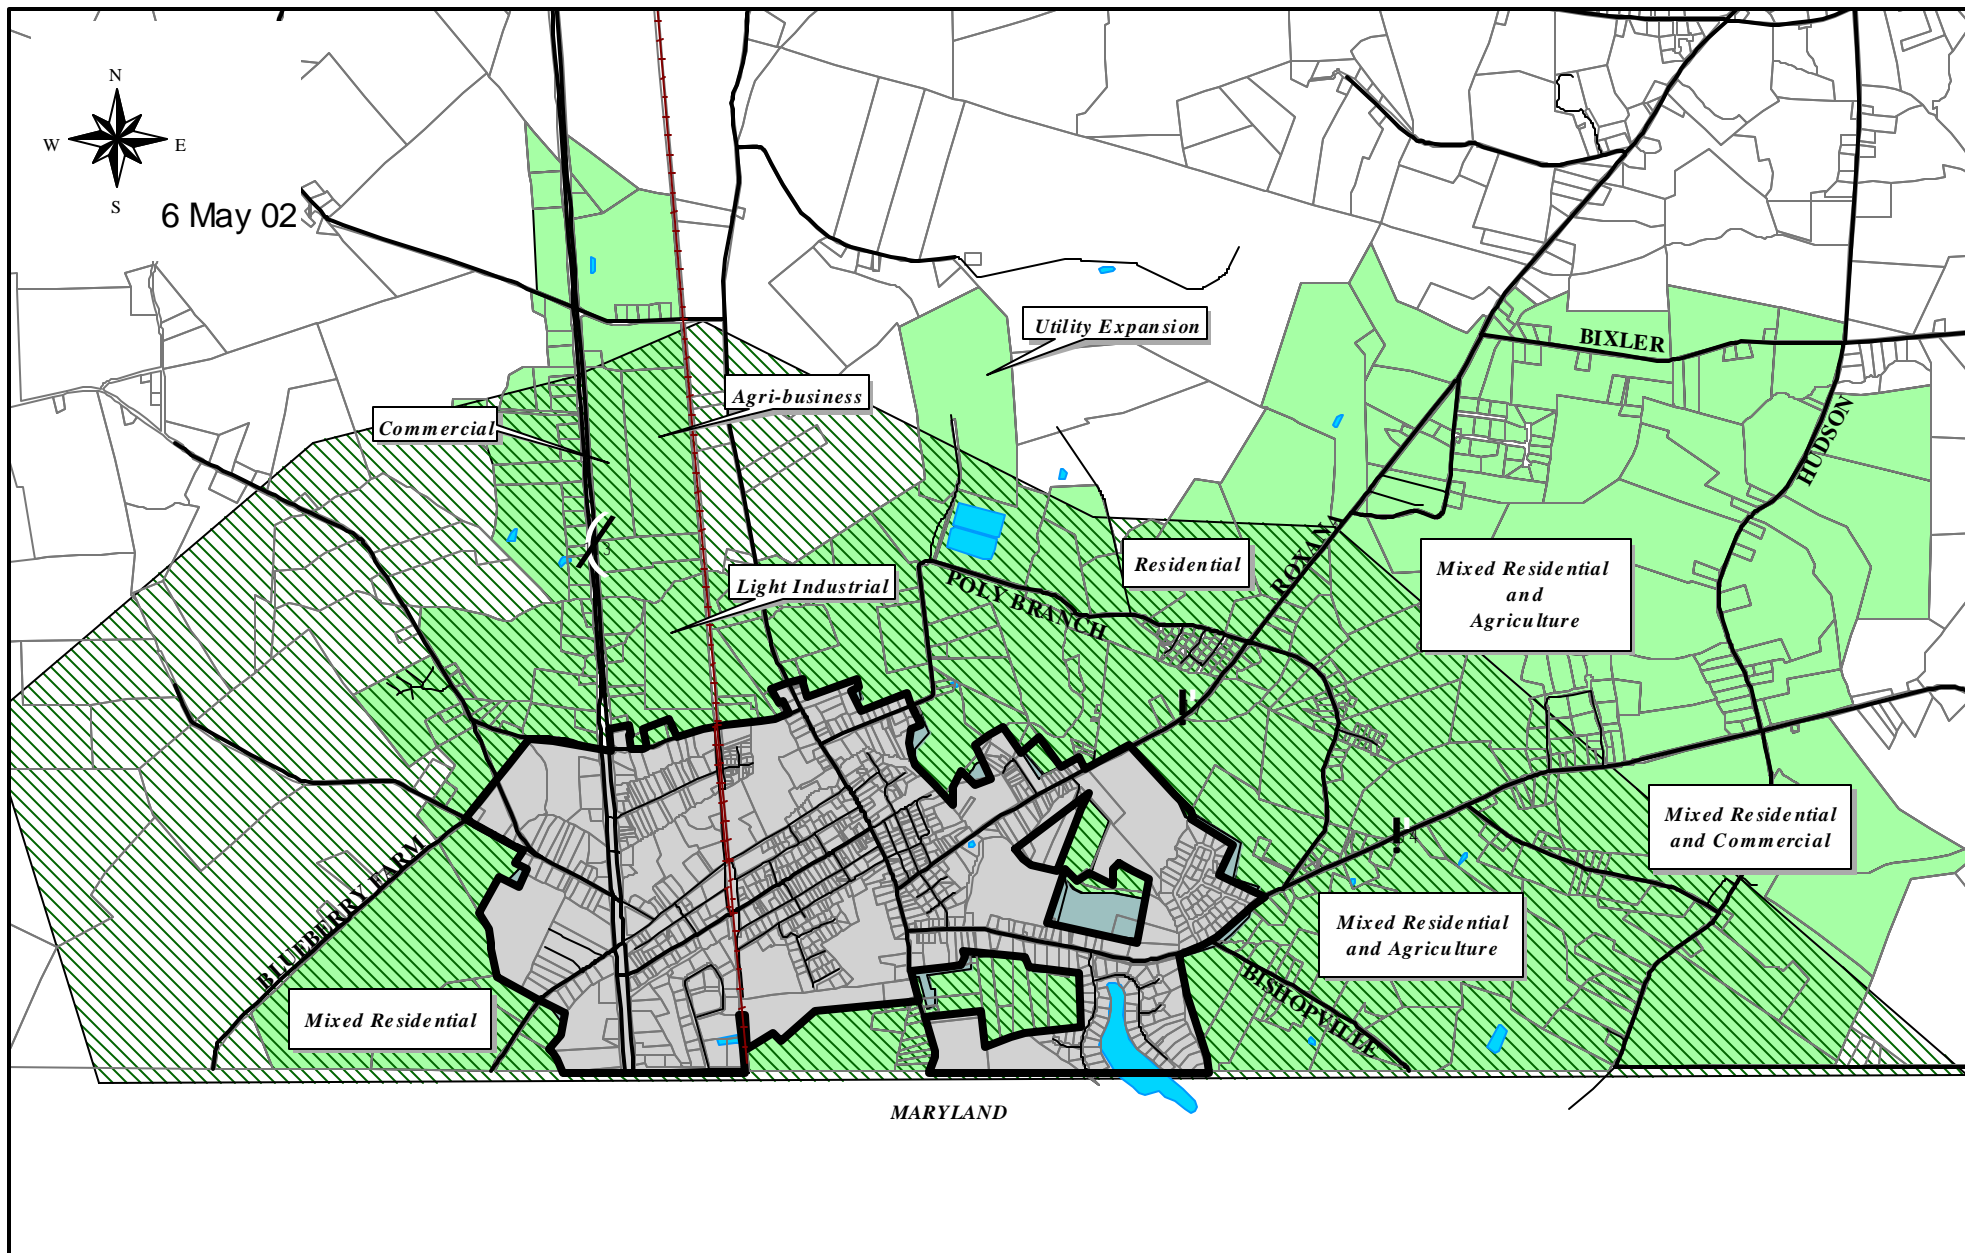 N
W
E
S
6 May 02
Utility Expansion
BIXLER
Agri-business
Commercial
HUDSON
Residential
ROXANA
Mixed Residential
and
Agriculture
Light Industrial
POLY BRANCH
Mixed Residential
and Commercial
BLUEBERRY FARM
Mixed Residential
and Agriculture
BISHOPVILLE
Mixed Residential
MARYLAND